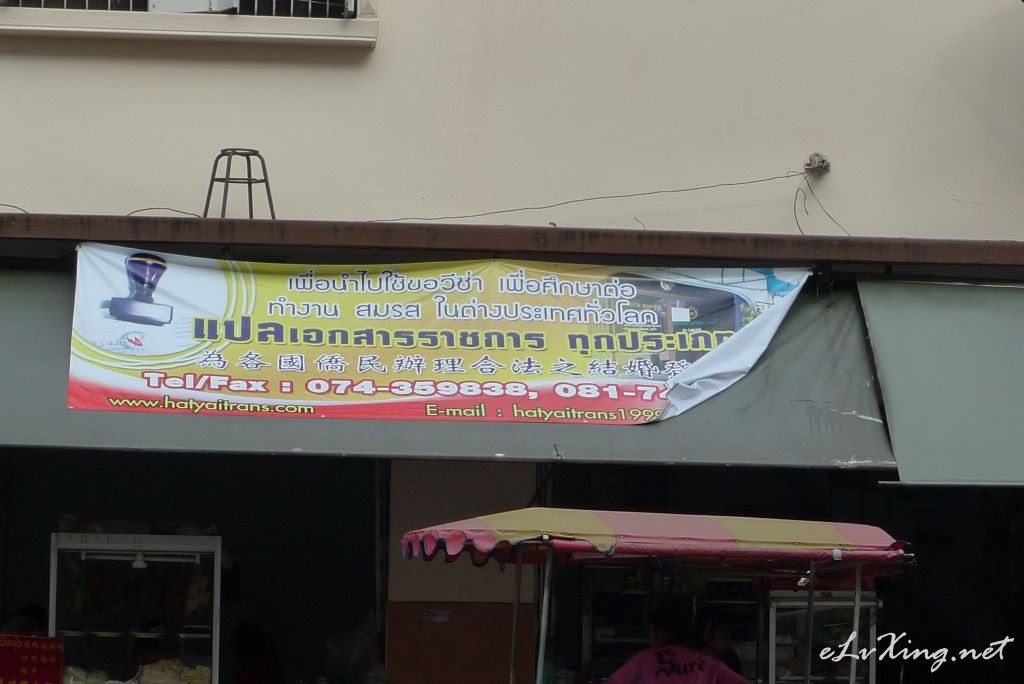 เพื่อนำไปใช้ขอวีซ่า เพื่อศึกษาต่อ
ทำงาน สมรส ในต่างประเทศทั่วโลก
แปลเอกสารราชการ ทุกประเภท
為各國僑民辦理合法之結婚
Tel/Fax : 074-359838, 081-7
www.hatyaitrans.com E-mail : hatyaitrans1999
Sure
eLvXing.net